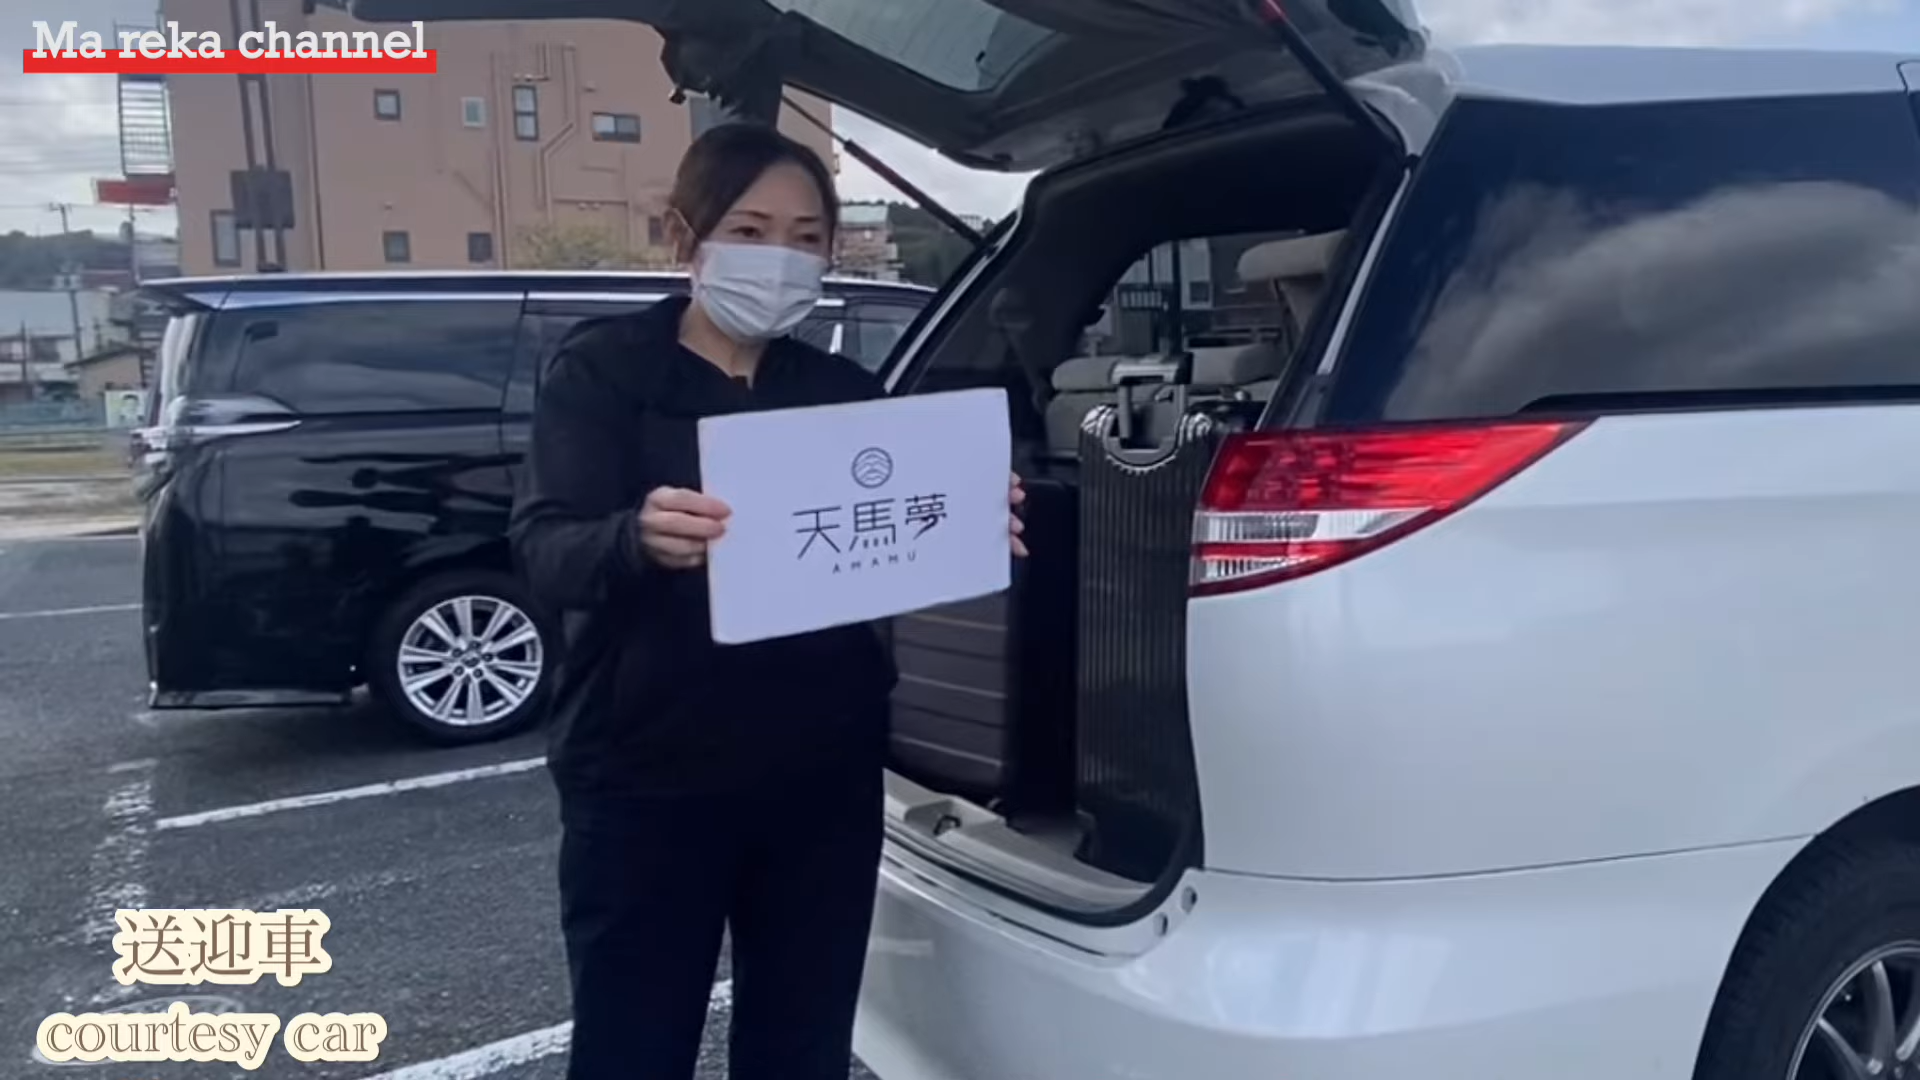 Ma reka channel
天馬夢
AMAMU
送迎車
courtesy car